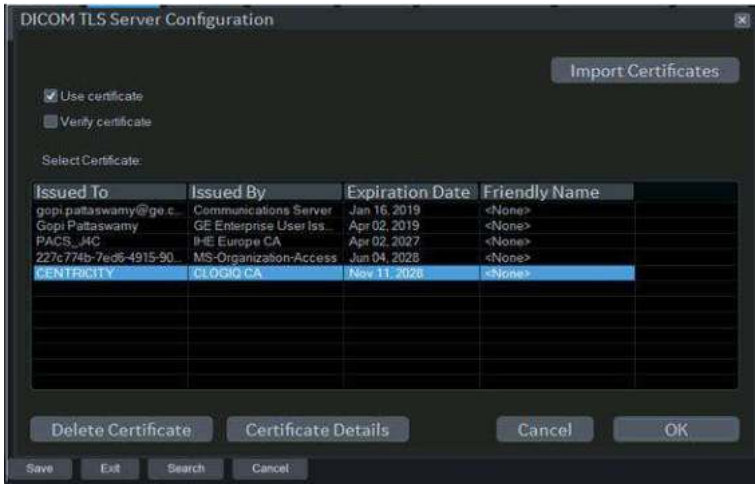 DICOM TLS Server Configuration
Import Certificates
Use certificate
Verify certificate
Select Certificate:
Issued To Issued By Expiration Date Friendly Name
gopi.pattaswamy@ge.c... Communications Server Jan 16, 2019 <None>
Gopi Pattaswamy GE Enterprise User Iss... Apr 02, 2019 <None>
PACS_J4C IHE Europe CA Apr 02, 2027 <None>
227c774b-7ed6-4915-90... MS-Organization-Access Jun 04, 2028 <None>
CENTRICITY CLOGIQ CA Nov 11, 2028 <None>
Delete Certificate Certificate Details Cancel OK
Save Exit Search Cancel